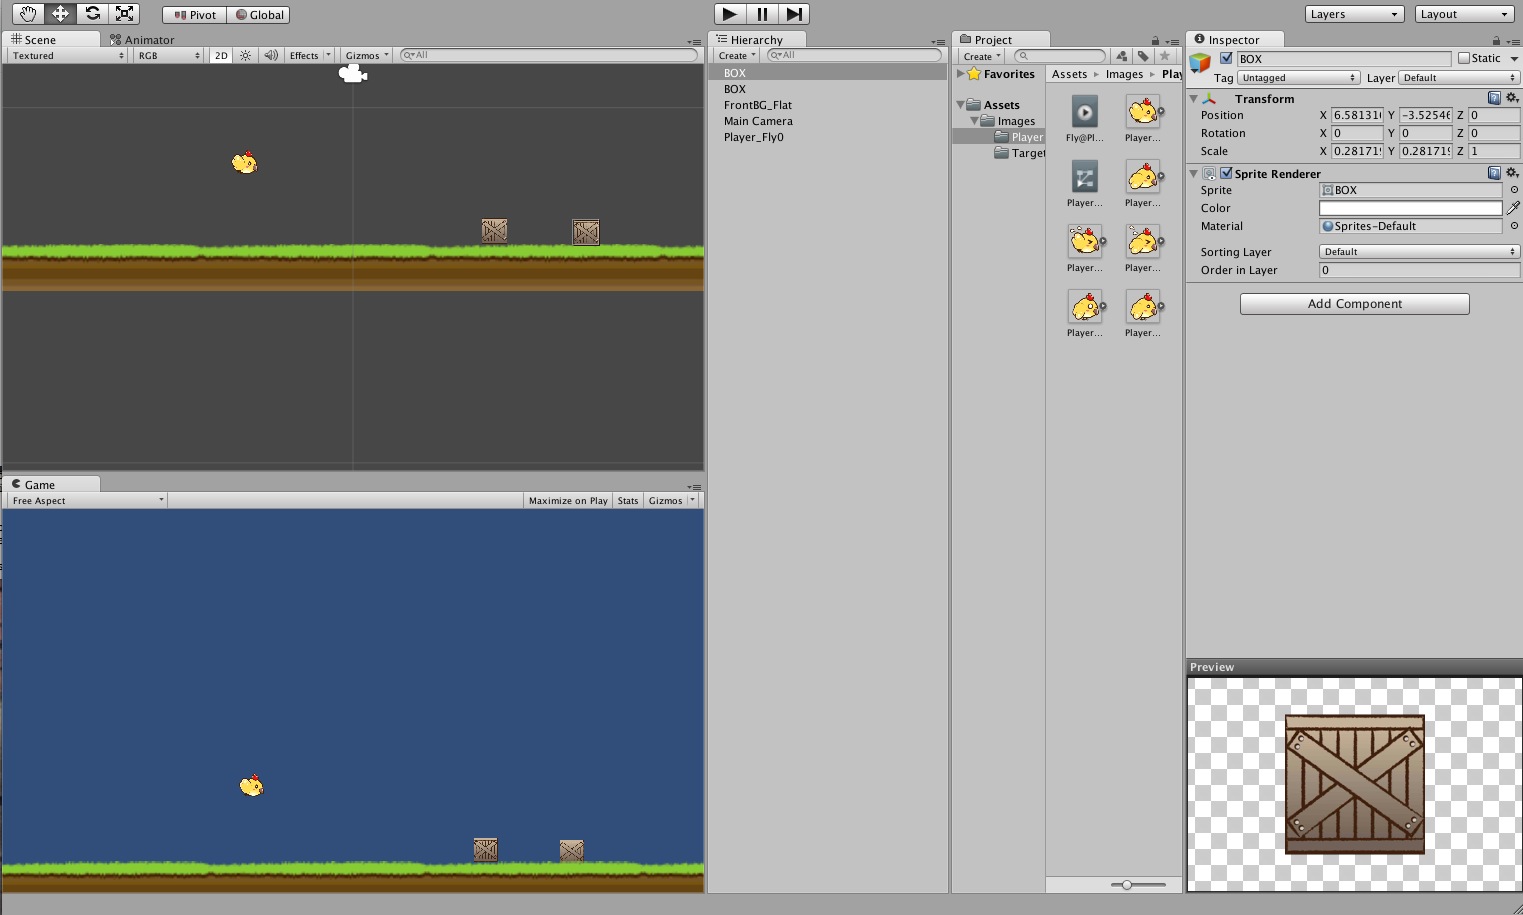 Pivot Global Layers Layout
Scene Animator
Textured RGB 2D Effects Gizmos All
Game
Free Aspect Maximize on Play Stats Gizmos
Hierarchy
Create All
BOX
BOX
FrontBG_Flat
Main Camera
Player_Fly0
Project
Create
Favorites
Assets
Images
Player
Target
Assets Images Play
Fly@Pl... Player...
Player... Player...
Player... Player...
Player... Player...
Inspector
BOX Static
Tag Untagged Layer Default
Transform
Position X 6.58131 Y -3.5254 Z 0
Rotation X 0 Y 0 Z 0
Scale X 0.28171 Y 0.28171 Z 1
Sprite Renderer
Sprite BOX
Color
Material Sprites-Default
Sorting Layer Default
Order in Layer 0
Add Component
Preview